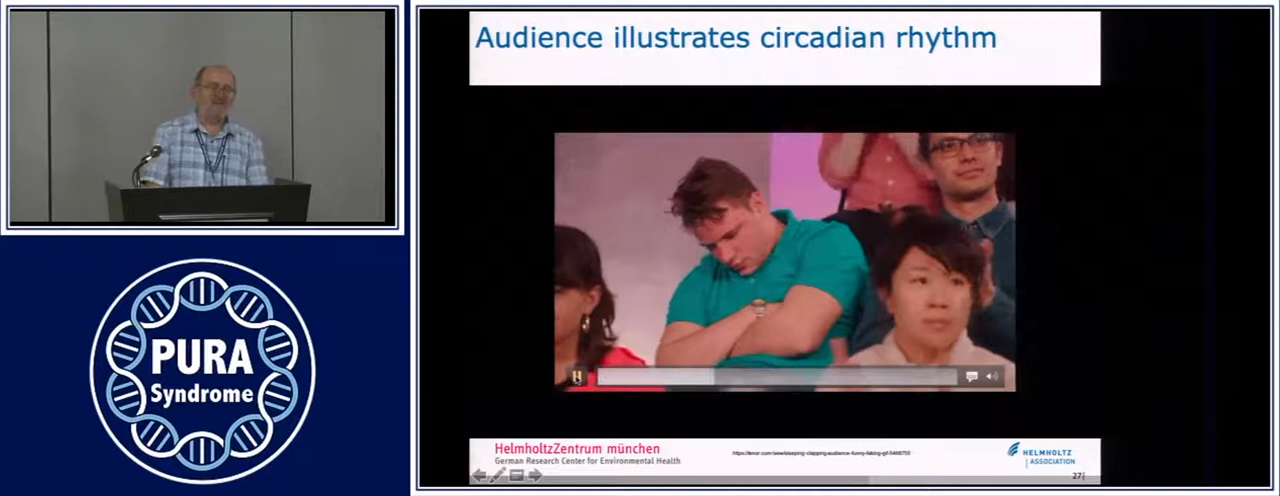 Audience illustrates circadian rhythm
PURA
Syndrome
HelmholtzZentrum münchen
German Research Center for Environmental Health
HELMHOLTZ
ASSOCIATION
27|